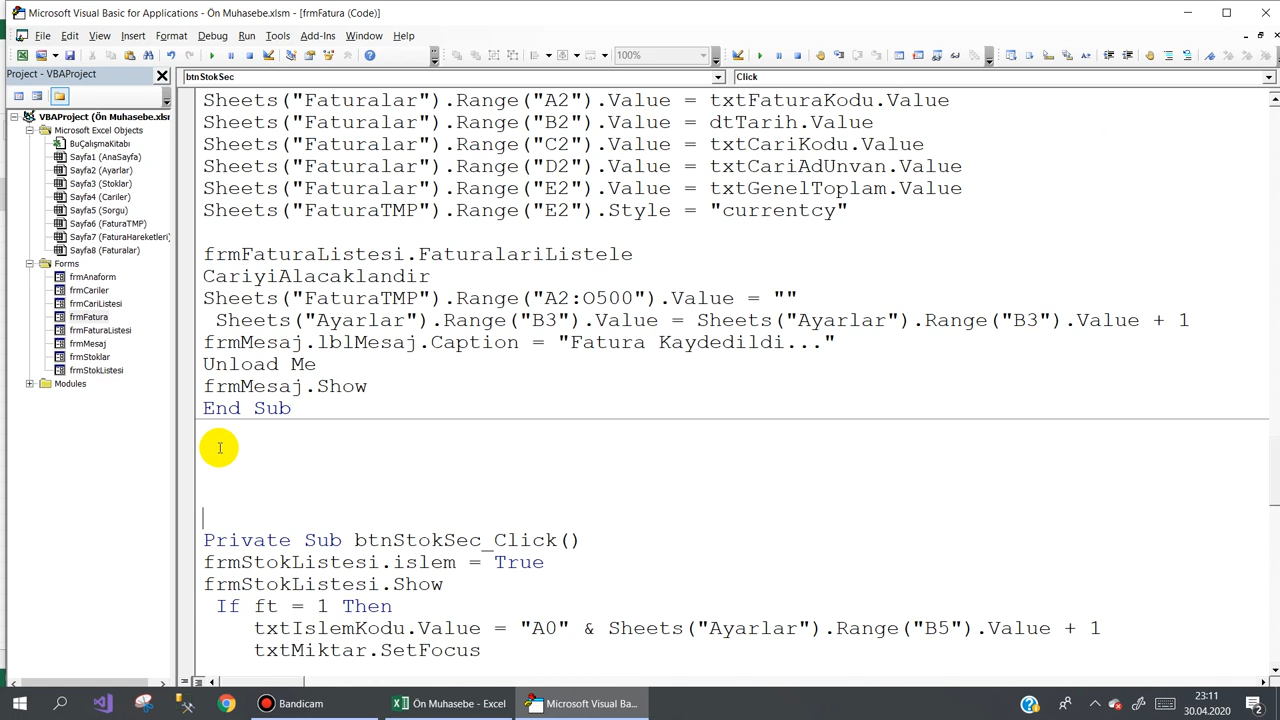 Microsoft Visual Basic for Applications - Ön Muhasebe.xlsm - [frmFatura (Code)]
File Edit View Insert Format Debug Run Tools Add-Ins Window Help
100%
Project - VBAProject
btnStokSec
Click
VBAProject (Ön Muhasebe.xlsm
Microsoft Excel Objects
BuÇalışmaKitabı
Sayfa1 (AnaSayfa)
Sayfa2 (Ayarlar)
Sayfa3 (Stoklar)
Sayfa4 (Cariler)
Sayfa5 (Sorgu)
Sayfa6 (FaturaTMP)
Sayfa7 (FaturaHareketleri)
Sayfa8 (Faturalar)
Forms
frmAnaform
frmCariler
frmCariListesi
frmFatura
frmFaturaListesi
frmMesaj
frmStoklar
frmStokListesi
Modules
Sheets("Faturalar").Range("A2").Value = txtFaturaKodu.Value
Sheets("Faturalar").Range("B2").Value = dtTarih.Value
Sheets("Faturalar").Range("C2").Value = txtCariKodu.Value
Sheets("Faturalar").Range("D2").Value = txtCariAdUnvan.Value
Sheets("Faturalar").Range("E2").Value = txtGenelToplam.Value
Sheets("FaturaTMP").Range("E2").Style = "currentcy"
frmFaturaListesi.FaturalariListele
CariyiAlacaklandir
Sheets("FaturaTMP").Range("A2:O500").Value = ""
Sheets("Ayarlar").Range("B3").Value = Sheets("Ayarlar").Range("B3").Value + 1
frmMesaj.lblMesaj.Caption = "Fatura Kaydedildi..."
Unload Me
frmMesaj.Show
End Sub
Private Sub btnStokSec_Click()
frmStokListesi.islem = True
frmStokListesi.Show
If ft = 1 Then
txtIslemKodu.Value = "A0" & Sheets("Ayarlar").Range("B5").Value + 1
txtMiktar.SetFocus
Bandicam
Ön Muhasebe - Excel
Microsoft Visual Ba...
23:11
30.04.2020
2